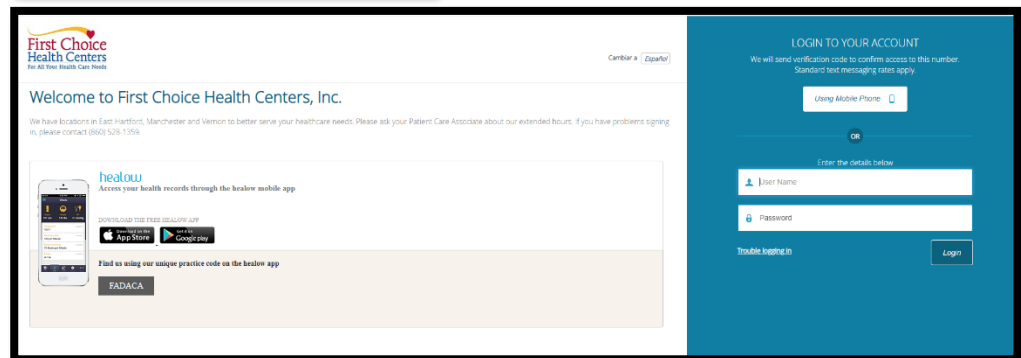 First Choice
Health Centers
For All Your Health Care Needs
Cambiar a Español
Welcome to First Choice Health Centers, Inc.
We have locations in East Hartford, Manchester and Vernon to better serve your healthcare needs. Please ask your Patient Care Associate about our extended hours. If you have problems signing
in, please contact (860) 528-1359.
healow
Access your health records through the healow mobile app
DOWNLOAD THE FREE HEALOW APP
Download on the
App Store
Get it on
Google play
Find us using our unique practice code on the healow app
FADACA
LOGIN TO YOUR ACCOUNT
We will send verification code to confirm access to this number.
Standard text messaging rates apply.
Using Mobile Phone
OR
Enter the details below
User Name
Password
Trouble logging in
Login